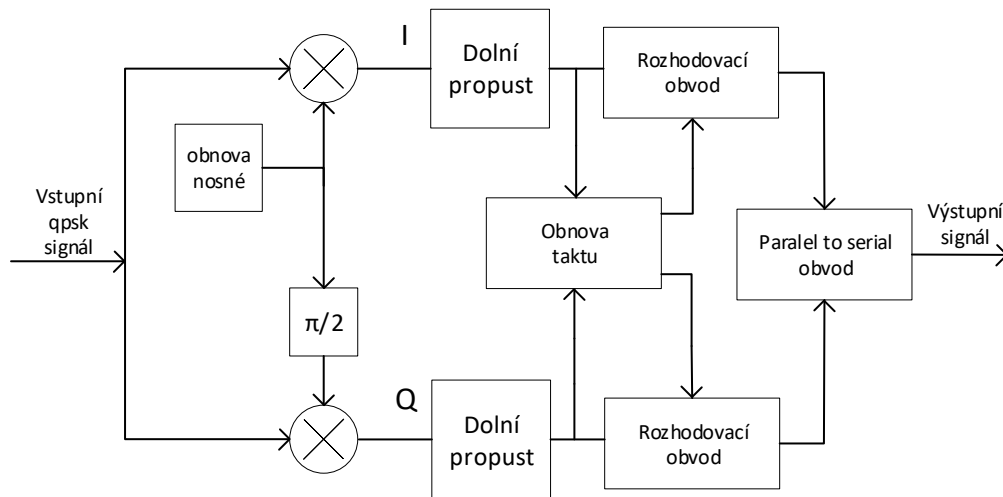 I
Dolní
propust
Rozhodovací
obvod
obnova
nosné
Vstupní
qpsk
signál
Obnova
taktu
Paralel to serial
obvod
Výstupní
signál
π/2
Q
Dolní
propust
Rozhodovací
obvod